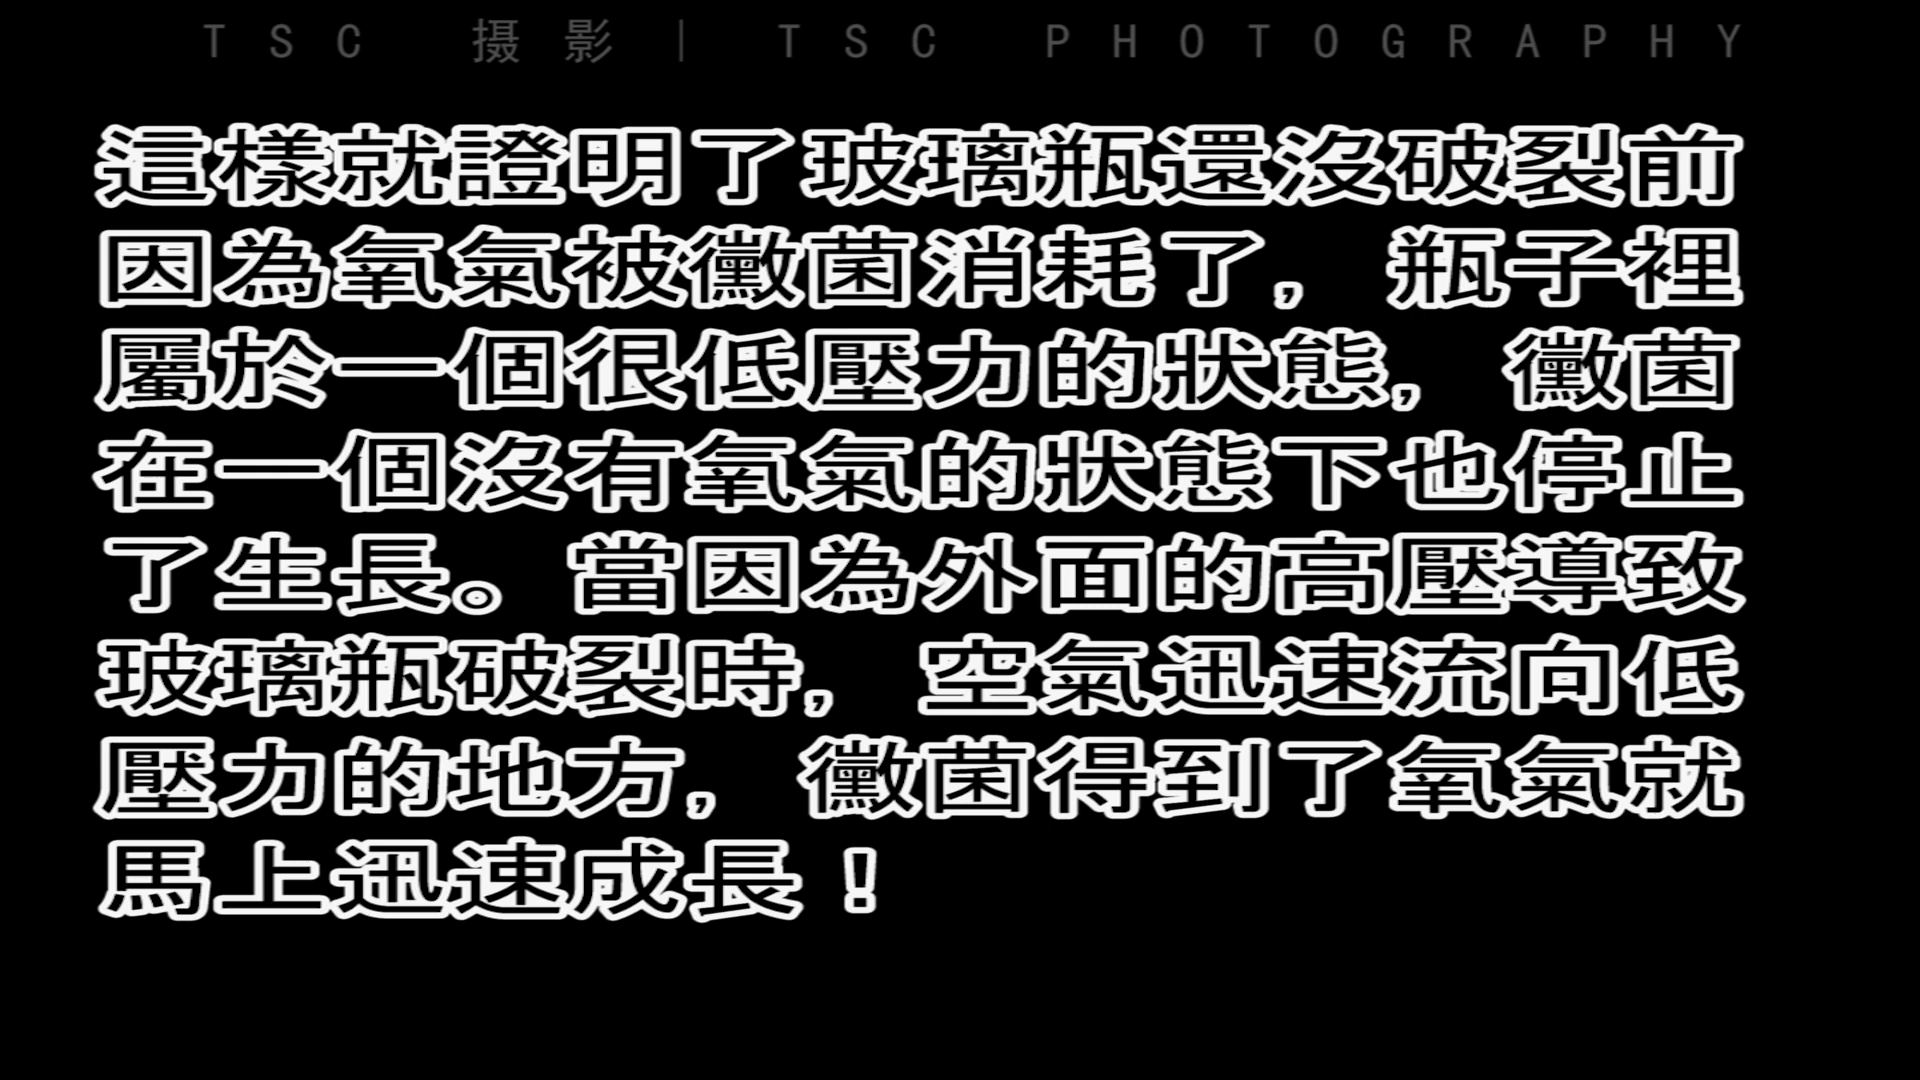 TSC 摄影｜TSC PHOTOGRAPHY
這樣就證明了玻璃瓶還沒破裂前
因為氧氣被黴菌消耗了，瓶子裡
屬於一個很低壓力的狀態，黴菌
在一個沒有氧氣的狀態下也停止
了生長。當因為外面的高壓導致
玻璃瓶破裂時，空氣迅速流向低
壓力的地方，黴菌得到了氧氣就
馬上迅速成長！